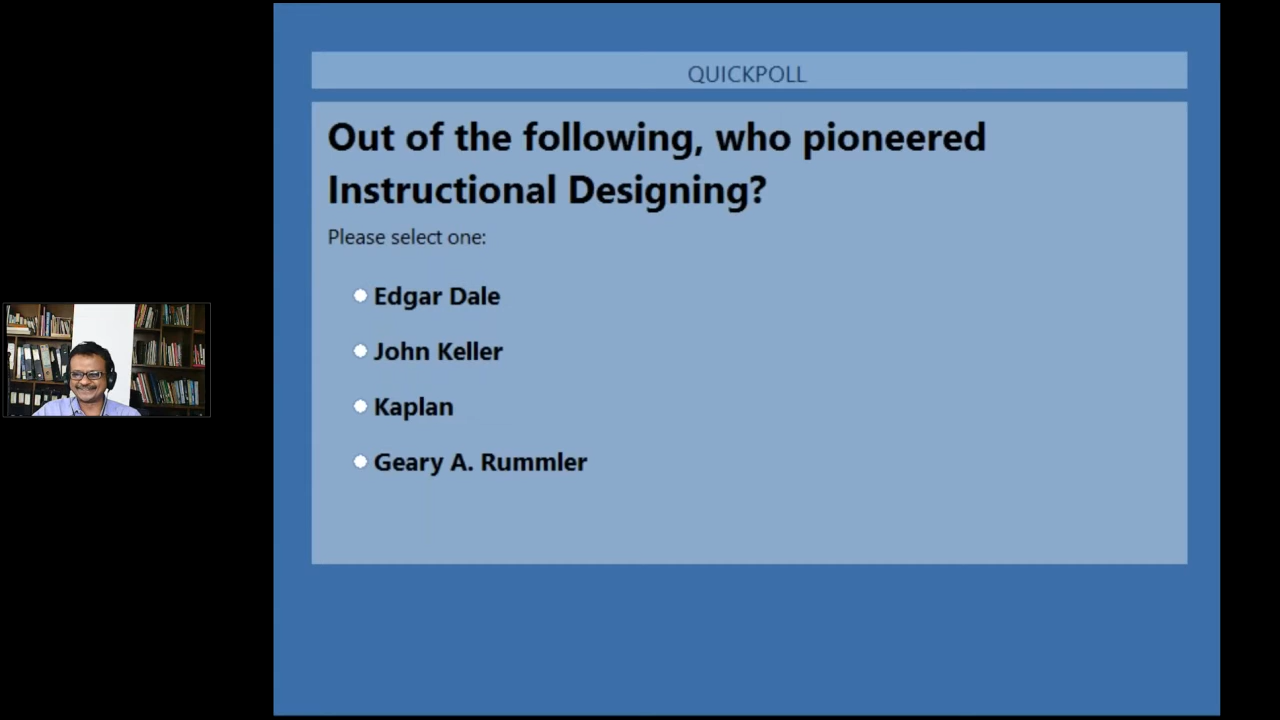 QUICKPOLL
Out of the following, who pioneered
Instructional Designing?
Please select one:
Edgar Dale
John Keller
Kaplan
Geary A. Rummler